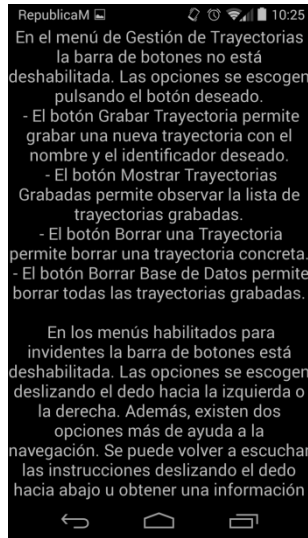 RepublicaM 10:25
En el menú de Gestión de Trayectorias
la barra de botones no está
deshabilitada. Las opciones se escogen
pulsando el botón deseado.
- El botón Grabar Trayectoria permite
grabar una nueva trayectoria con el
nombre y el identificador deseado.
- El botón Mostrar Trayectorias
Grabadas permite observar la lista de
trayectorias grabadas.
- El botón Borrar una Trayectoria
permite borrar una trayectoria concreta.
- El botón Borrar Base de Datos permite
borrar todas las trayectorias grabadas.
En los menús habilitados para
invidentes la barra de botones está
deshabilitada. Las opciones se escogen
deslizando el dedo hacia la izquierda o
la derecha. Además, existen dos
opciones más de ayuda a la
navegación. Se puede volver a escuchar
las instrucciones deslizando el dedo
hacia abajo u obtener una información